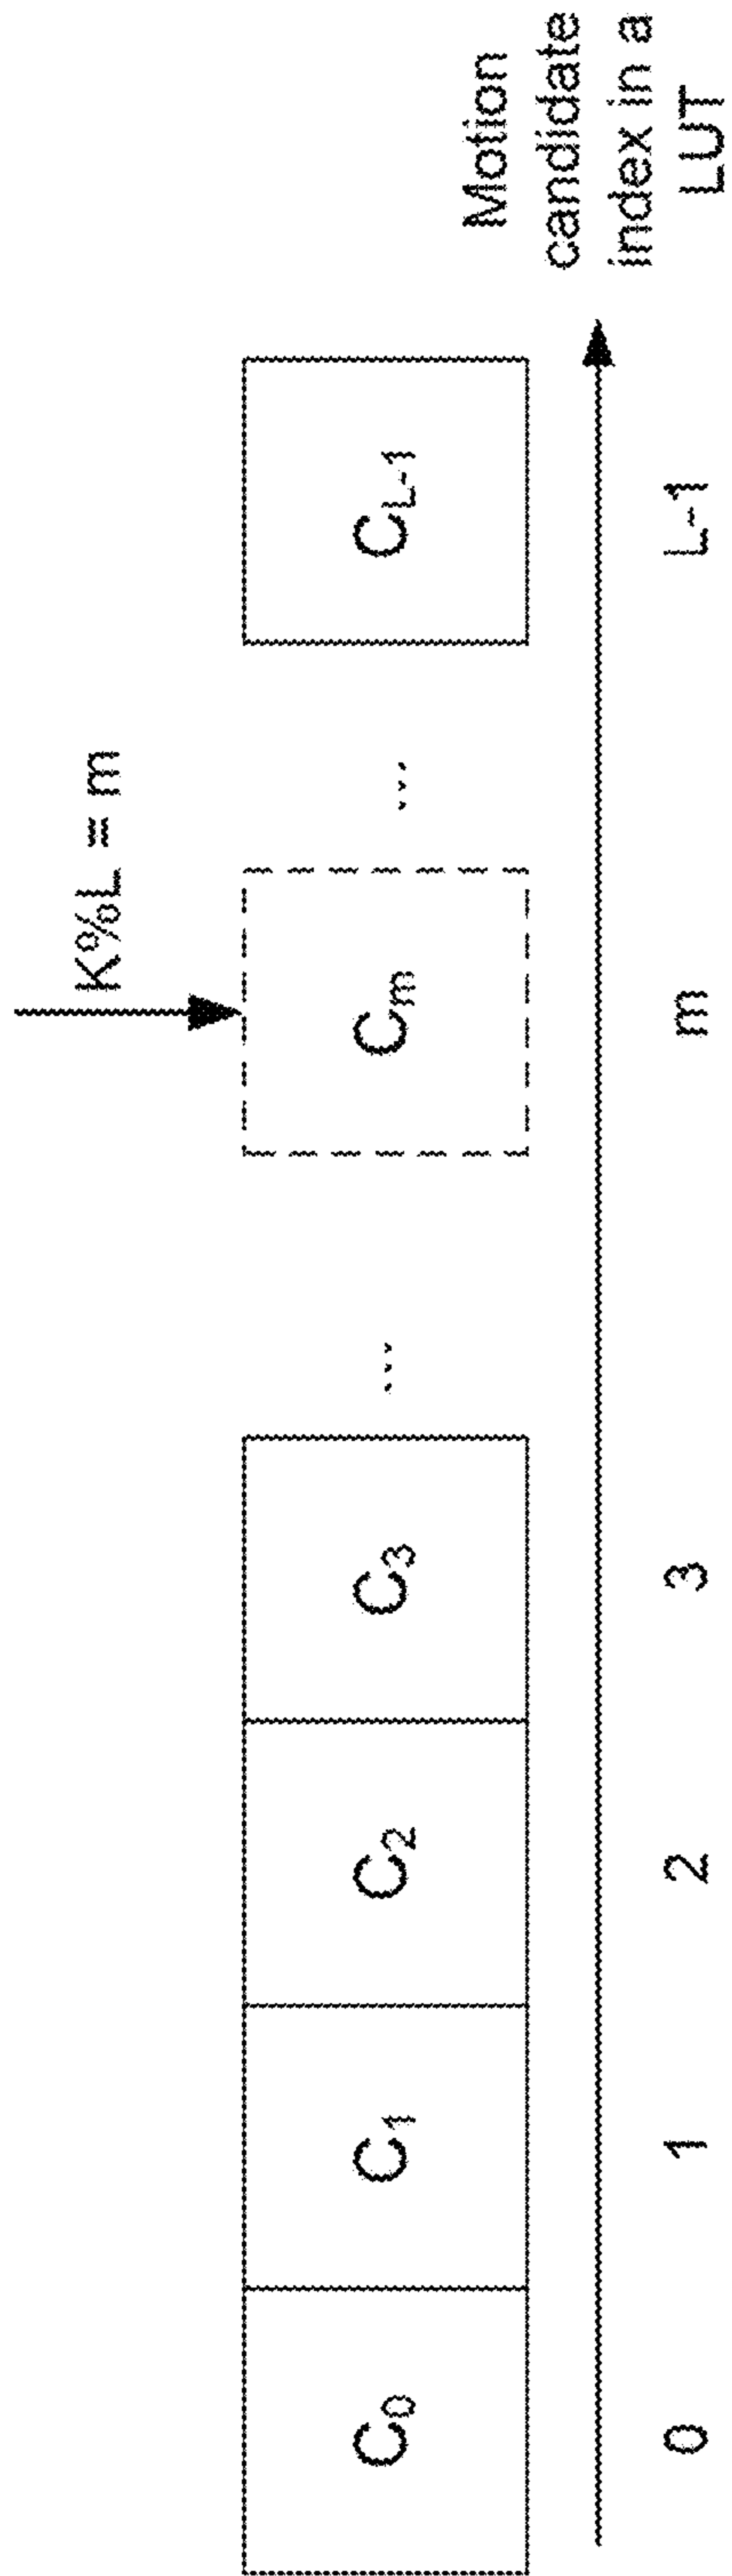 K%L = m
C0 C1 C2 C3 ... Cm ... CL-1
0 1 2 3 m L-1
Motion
candidate
index in a
LUT